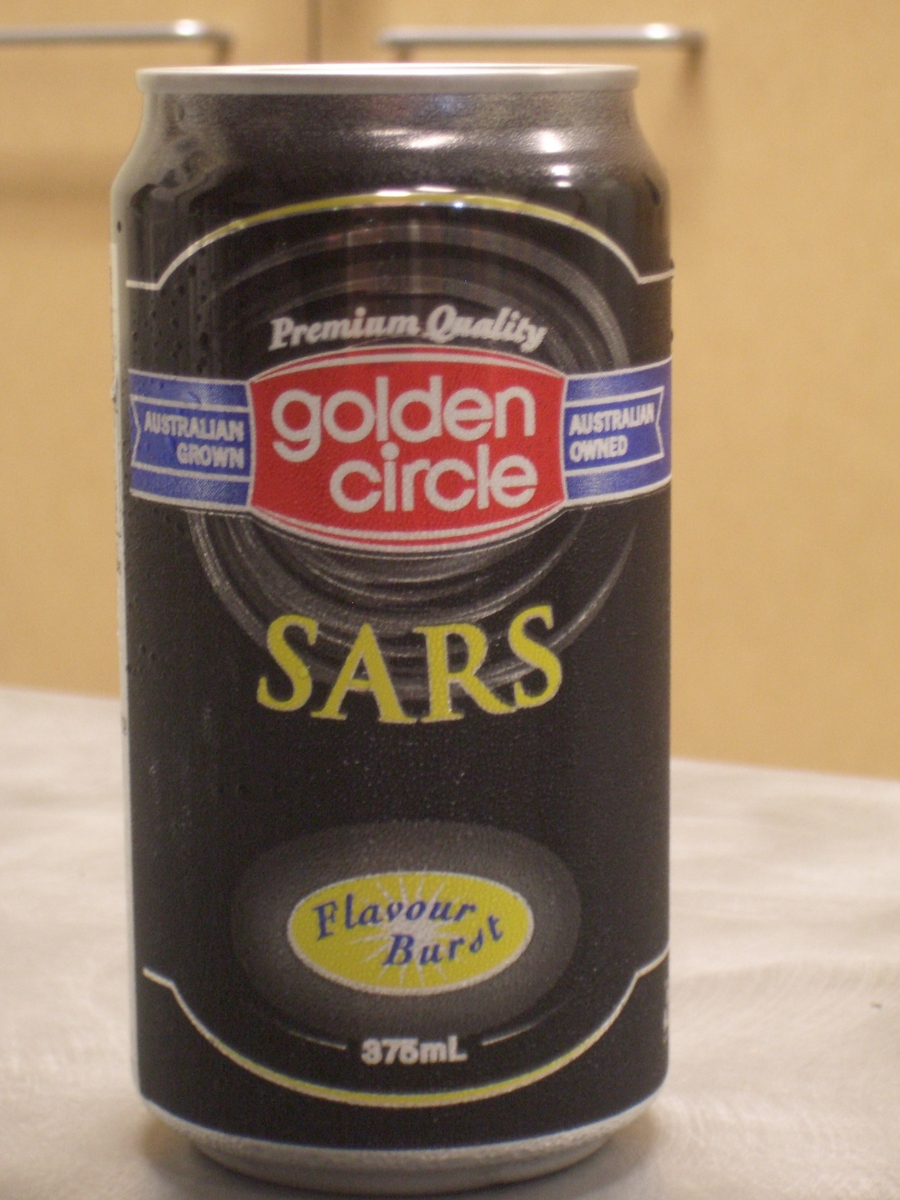 Premium Quality
AUSTRALIAN
GROWN
golden
circle
AUSTRALIAN
OWNED
SARS
Flavour
Burst
375mL